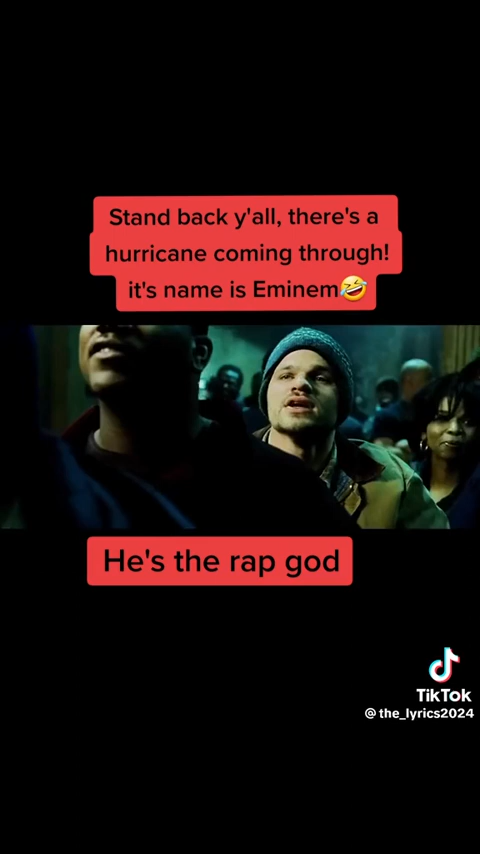 Stand back y'all, there's a
hurricane coming through!
it's name is Eminem🤣
He's the rap god
TikTok
@the_lyrics2024